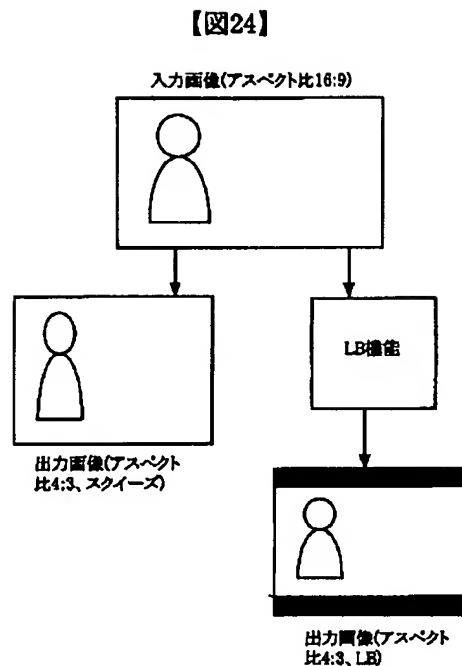 【図24】
入力画像(アスペクト比16:9)
LB機能
出力画像(アスペクト
比4:3、スクイーズ)
出力画像(アスペクト
比4:3、LB)